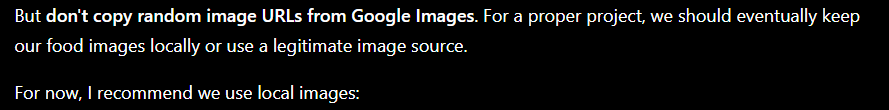 But don't copy random image URLs from Google Images. For a proper project, we should eventually keep
our food images locally or use a legitimate image source.
For now, I recommend we use local images: